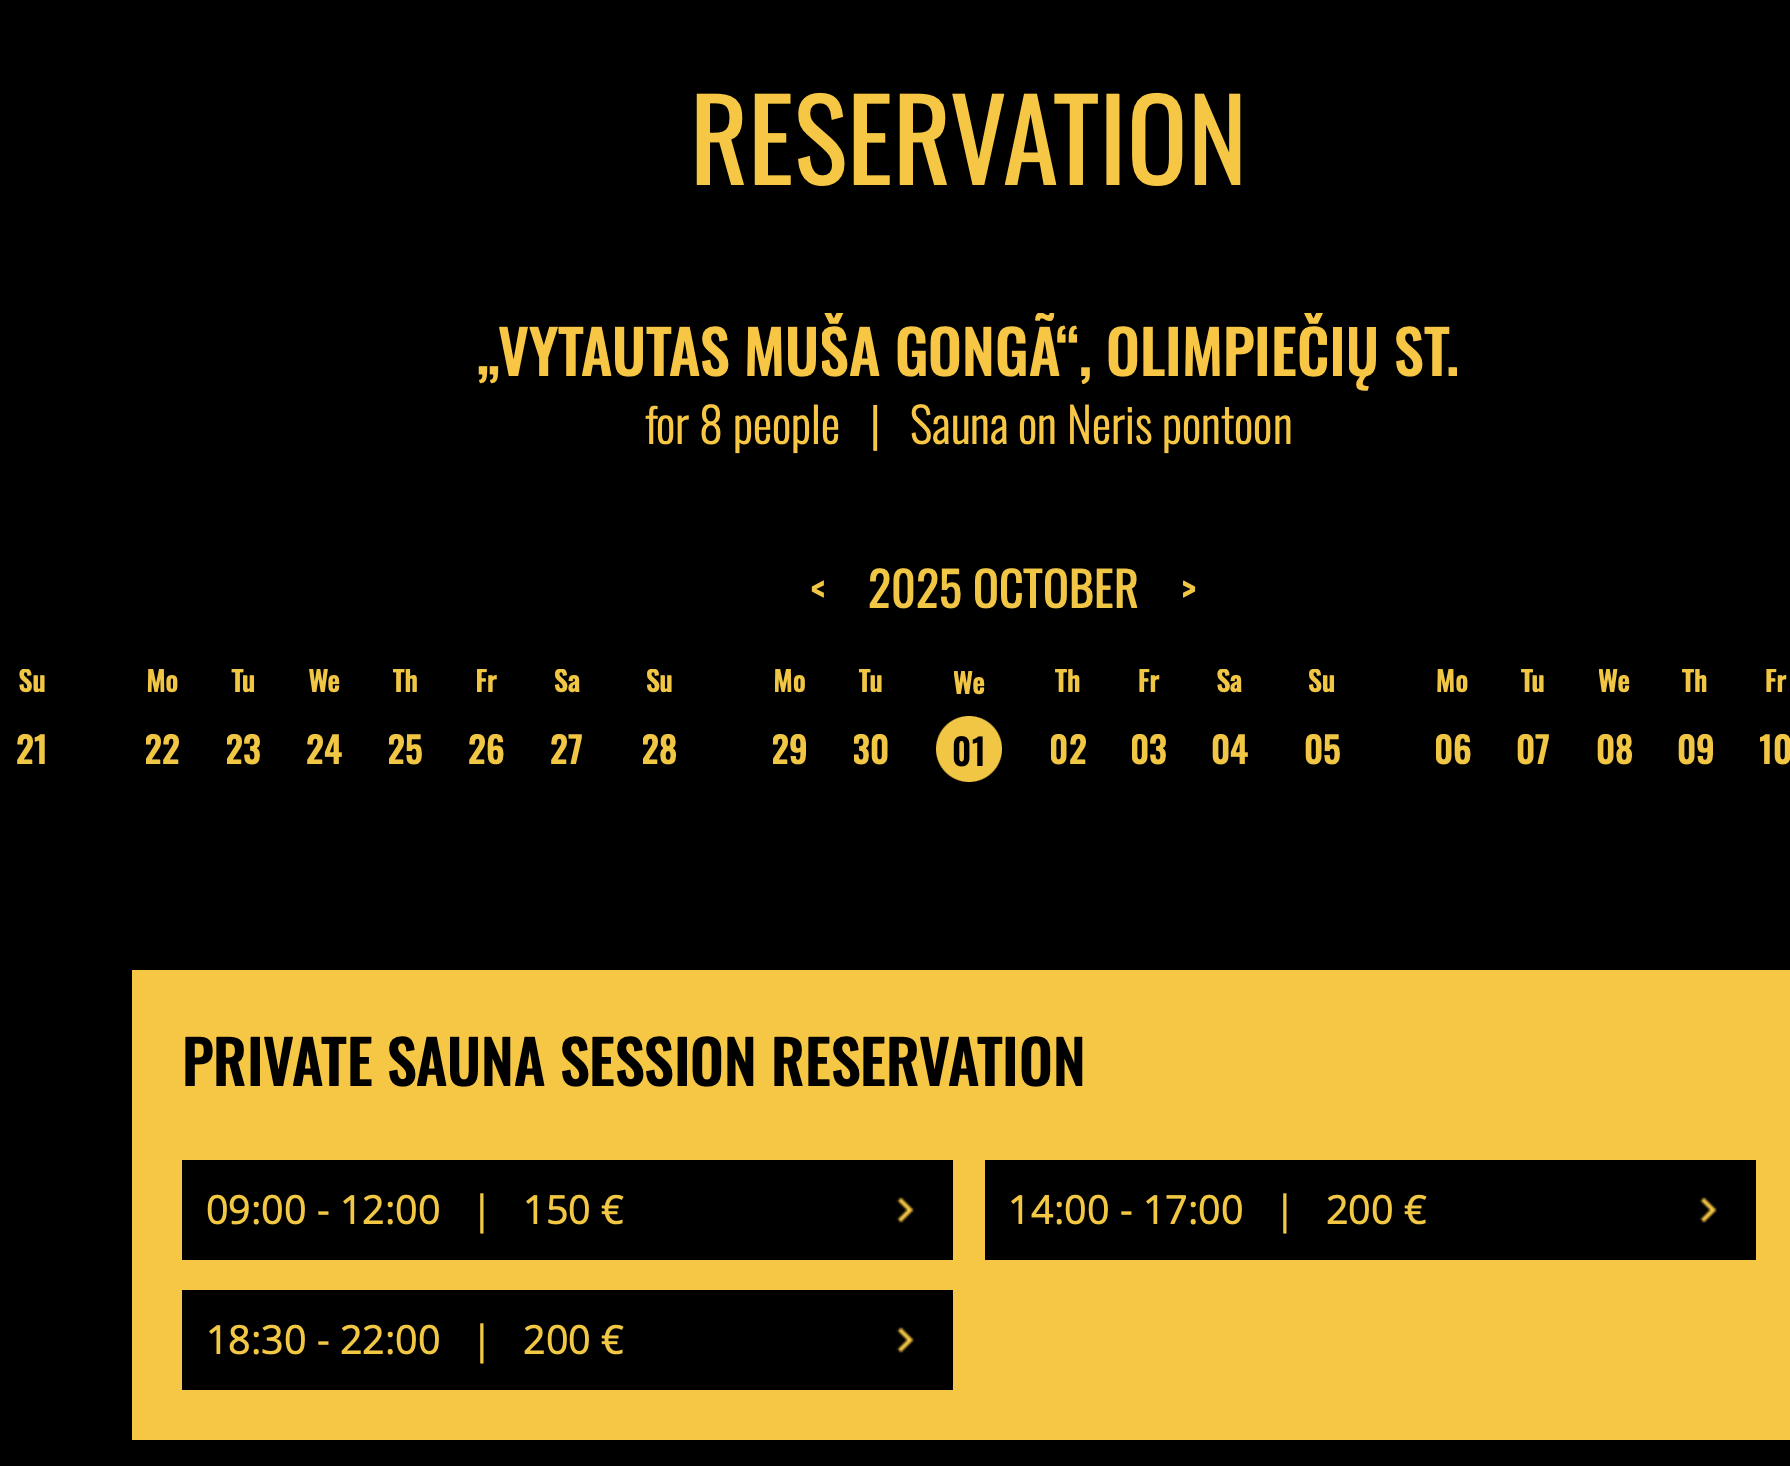 RESERVATION
„VYTAUTAS MUŠA GONGÃ“, OLIMPIEČIŲ ST.
for 8 people | Sauna on Neris pontoon
< 2025 OCTOBER >
Su Mo Tu We Th Fr Sa Su Mo Tu We Th Fr Sa Su Mo Tu We Th Fr
21 22 23 24 25 26 27 28 29 30 01 02 03 04 05 06 07 08 09 10
PRIVATE SAUNA SESSION RESERVATION
09:00 - 12:00 | 150 € >
14:00 - 17:00 | 200 € >
18:30 - 22:00 | 200 € >